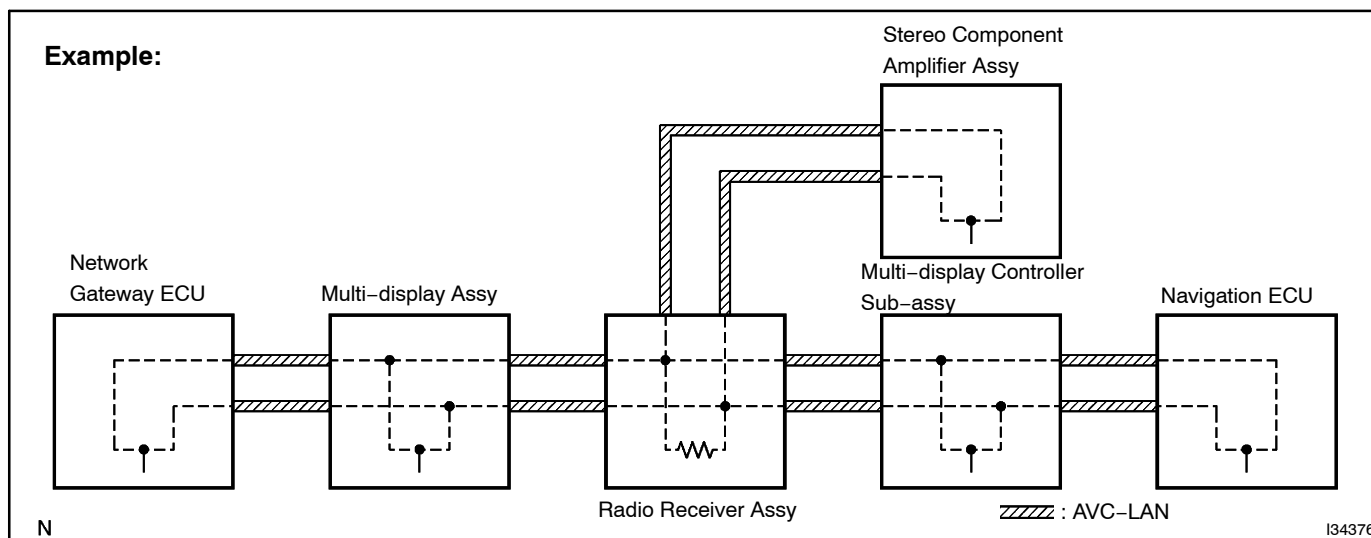 Example:
Stereo Component
Amplifier Assy
Network
Gateway ECU
Multi−display Assy
Multi−display Controller
Sub−assy
Navigation ECU
Radio Receiver Assy
: AVC−LAN
N
I34376